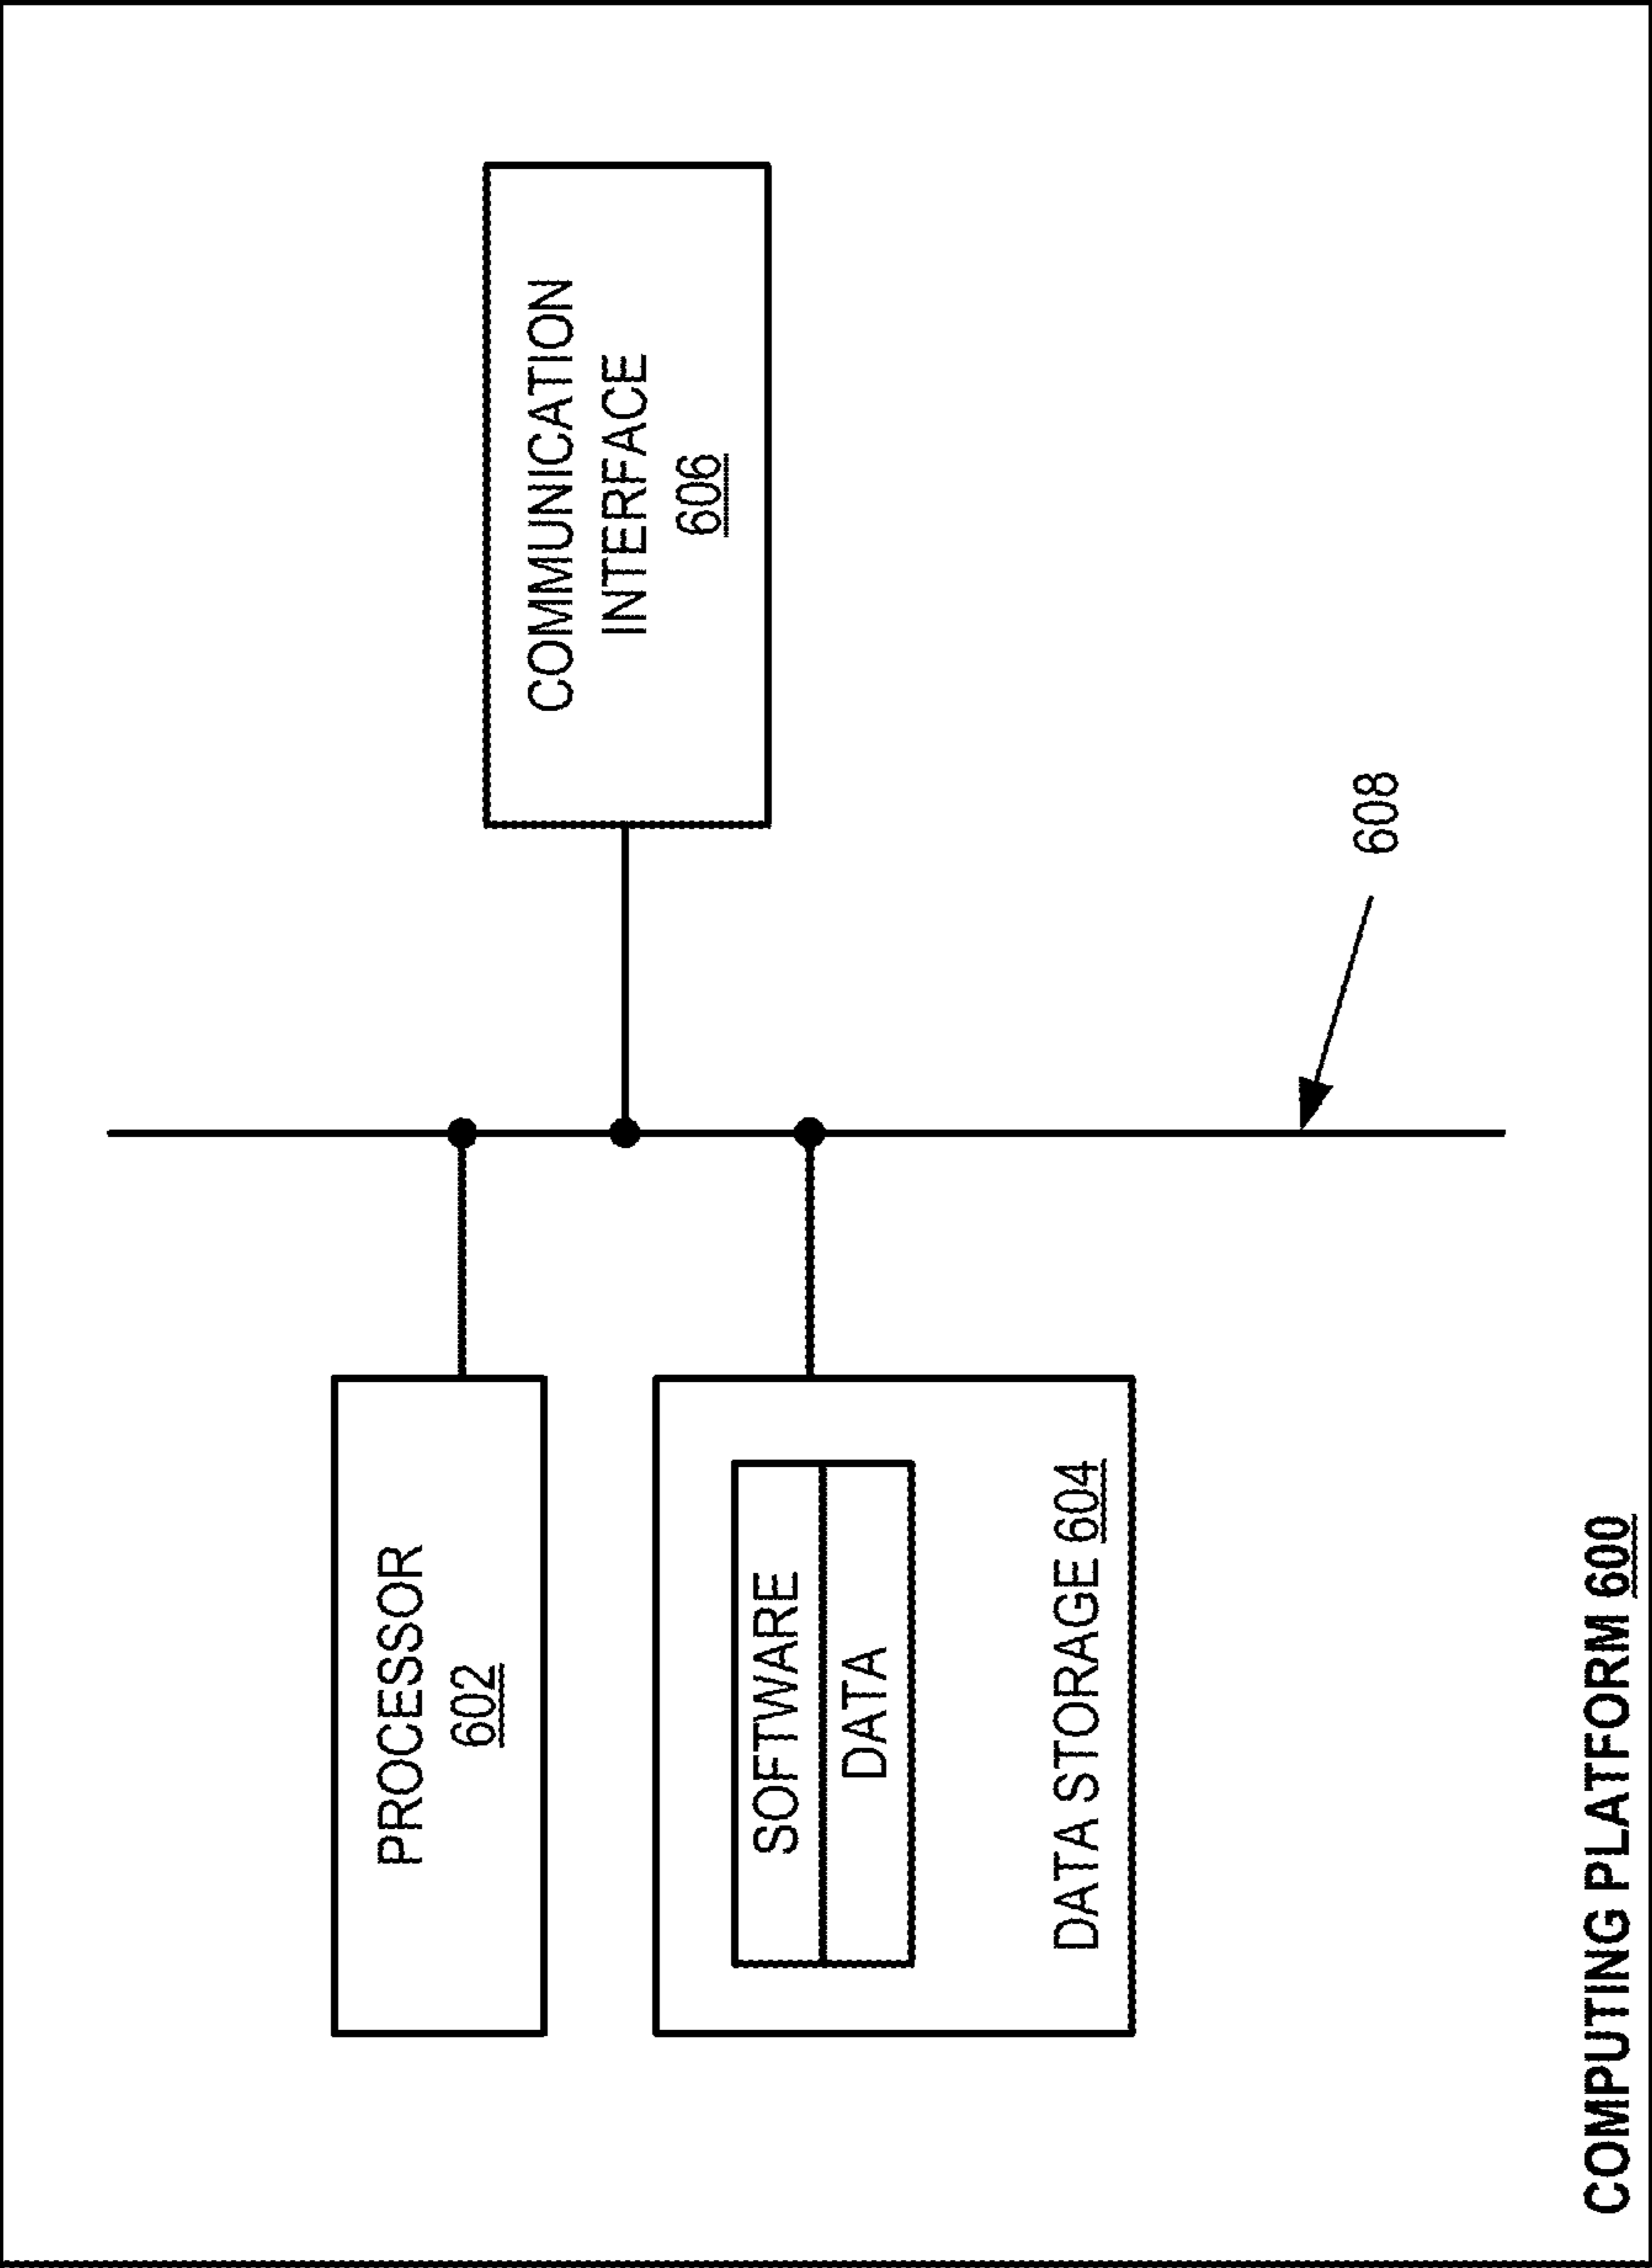 PROCESSOR
602
SOFTWARE
DATA
DATA STORAGE 604
COMMUNICATION
INTERFACE
606
608
COMPUTING PLATFORM 600